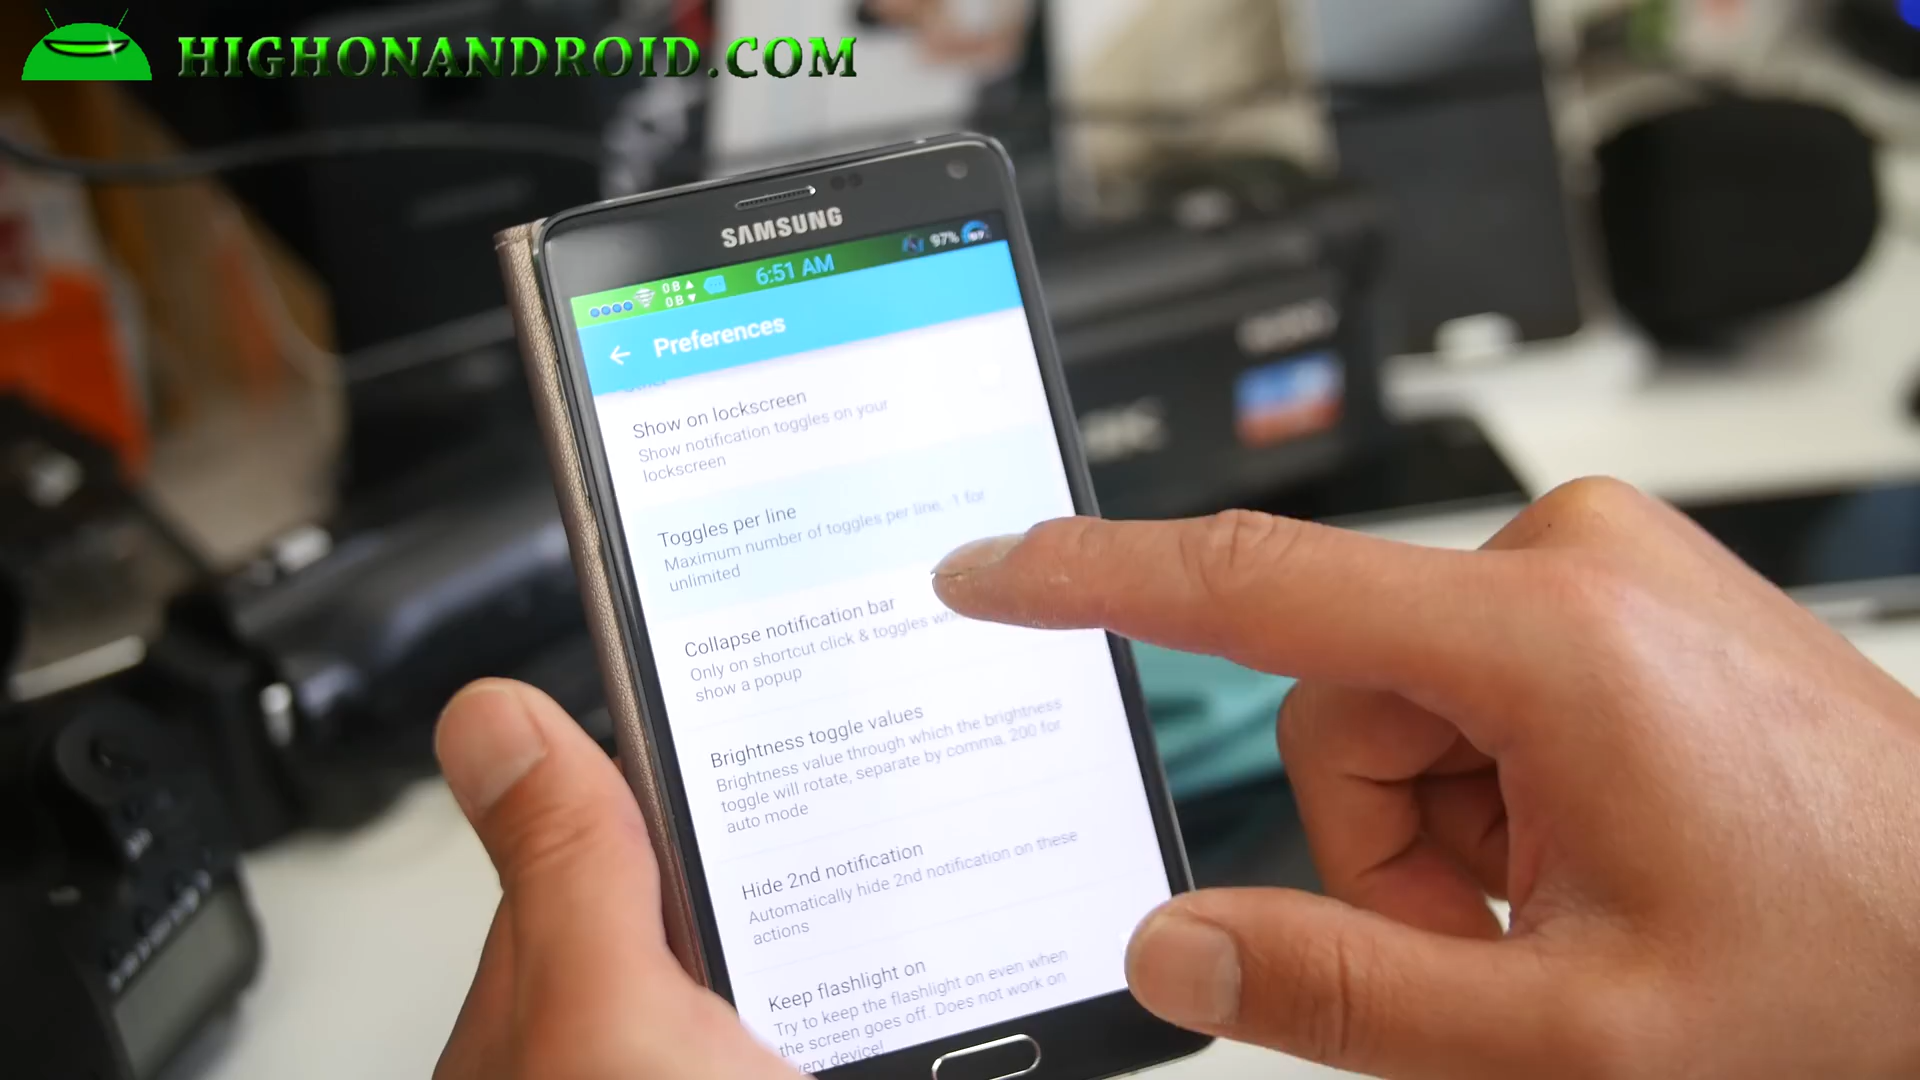 HIGHONANDROID.COM
SAMSUNG
0 B ▲
0 B ▼
6:51 AM
97%
Preferences
Show on lockscreen
Show notification toggles on your
lockscreen
Toggles per line
Maximum number of toggles per line, 1 for
unlimited
Collapse notification bar
Only on shortcut click & toggles
show a popup
Brightness toggle values
Brightness value through which the brightness
toggle will rotate, separate by comma, 200 for
auto mode
Hide 2nd notification
Automatically hide 2nd notification on these
actions
Keep flashlight on
Try to keep the flashlight on even when
the screen goes off. Does not work on
very device!